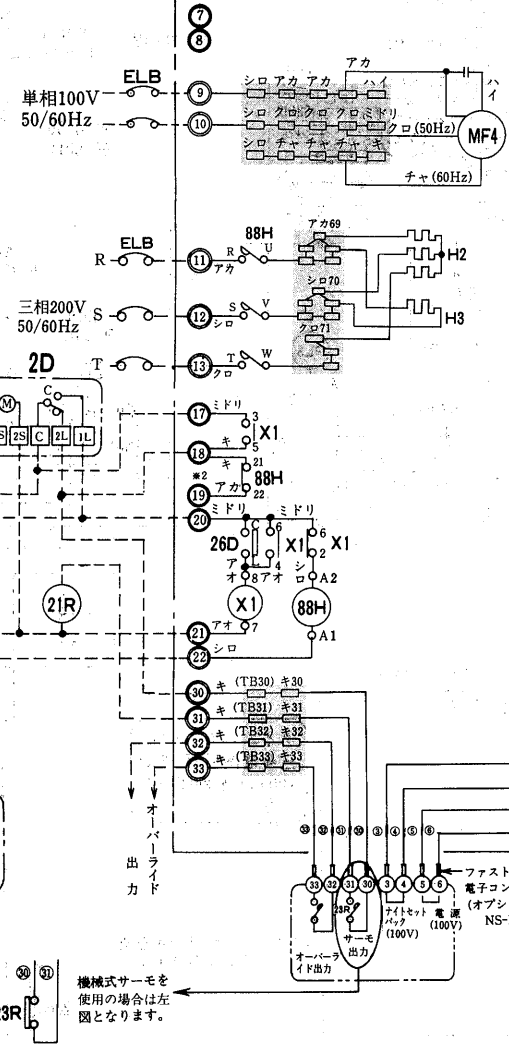 7
8
ELB
単相100V
50/60Hz
9
シロ アカ アカ アカ ハイ
ハイ
10
シロ クロ クロ クロ ミドリ
クロ(50Hz)
MF4
シロ チャ チャ チャ キ
チャ(60Hz)
ELB
R
11
アカ
88H
R U
アカ69
H2
三相200V
50/60Hz
S
12
シロ
S V
シロ70
H3
T
13
クロ
T W
クロ71
2D
M
C
S 2S C 2L 1L
17
ミドリ
3
X1
5
18
キ
※2
キ
21
88H
19
アカ
22
20
ミドリ
ミドリ
26D
C
L
6
X1
6
X1
2
アオ
8
4
アオ
シロ
A2
21R
X1
88H
21
アオ
7
A1
22
シロ
30
キ (TB30) キ30
31
キ (TB31) キ31
32
キ (TB32) キ32
33
キ (TB33) キ33
オーバーライド
出力
33 32 31 30 3 4 5 6
33 32 31 30 3 4 5 6
23R
ナイトセット
バック
(100V)
電源
(100V)
ファスト
電子コン
(オプシ
NS-
オーバーラ
イド出力
サーモ
出力
30 31
23R
機械式サーモを
使用の場合は左
図となります。